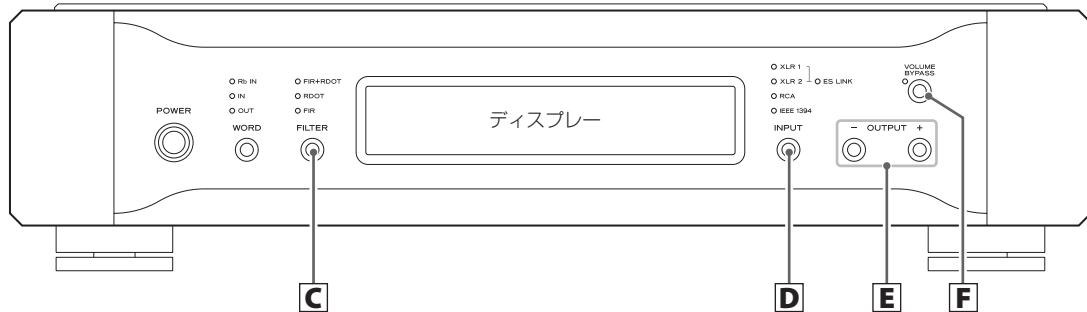 POWER
Rb IN
IN
OUT
WORD
FIR+RDOT
RDOT
FIR
FILTER
ディスプレー
XLR 1
XLR 2
ES LINK
RCA
IEEE 1394
INPUT
VOLUME
BYPASS
− OUTPUT +
C
D
E
F